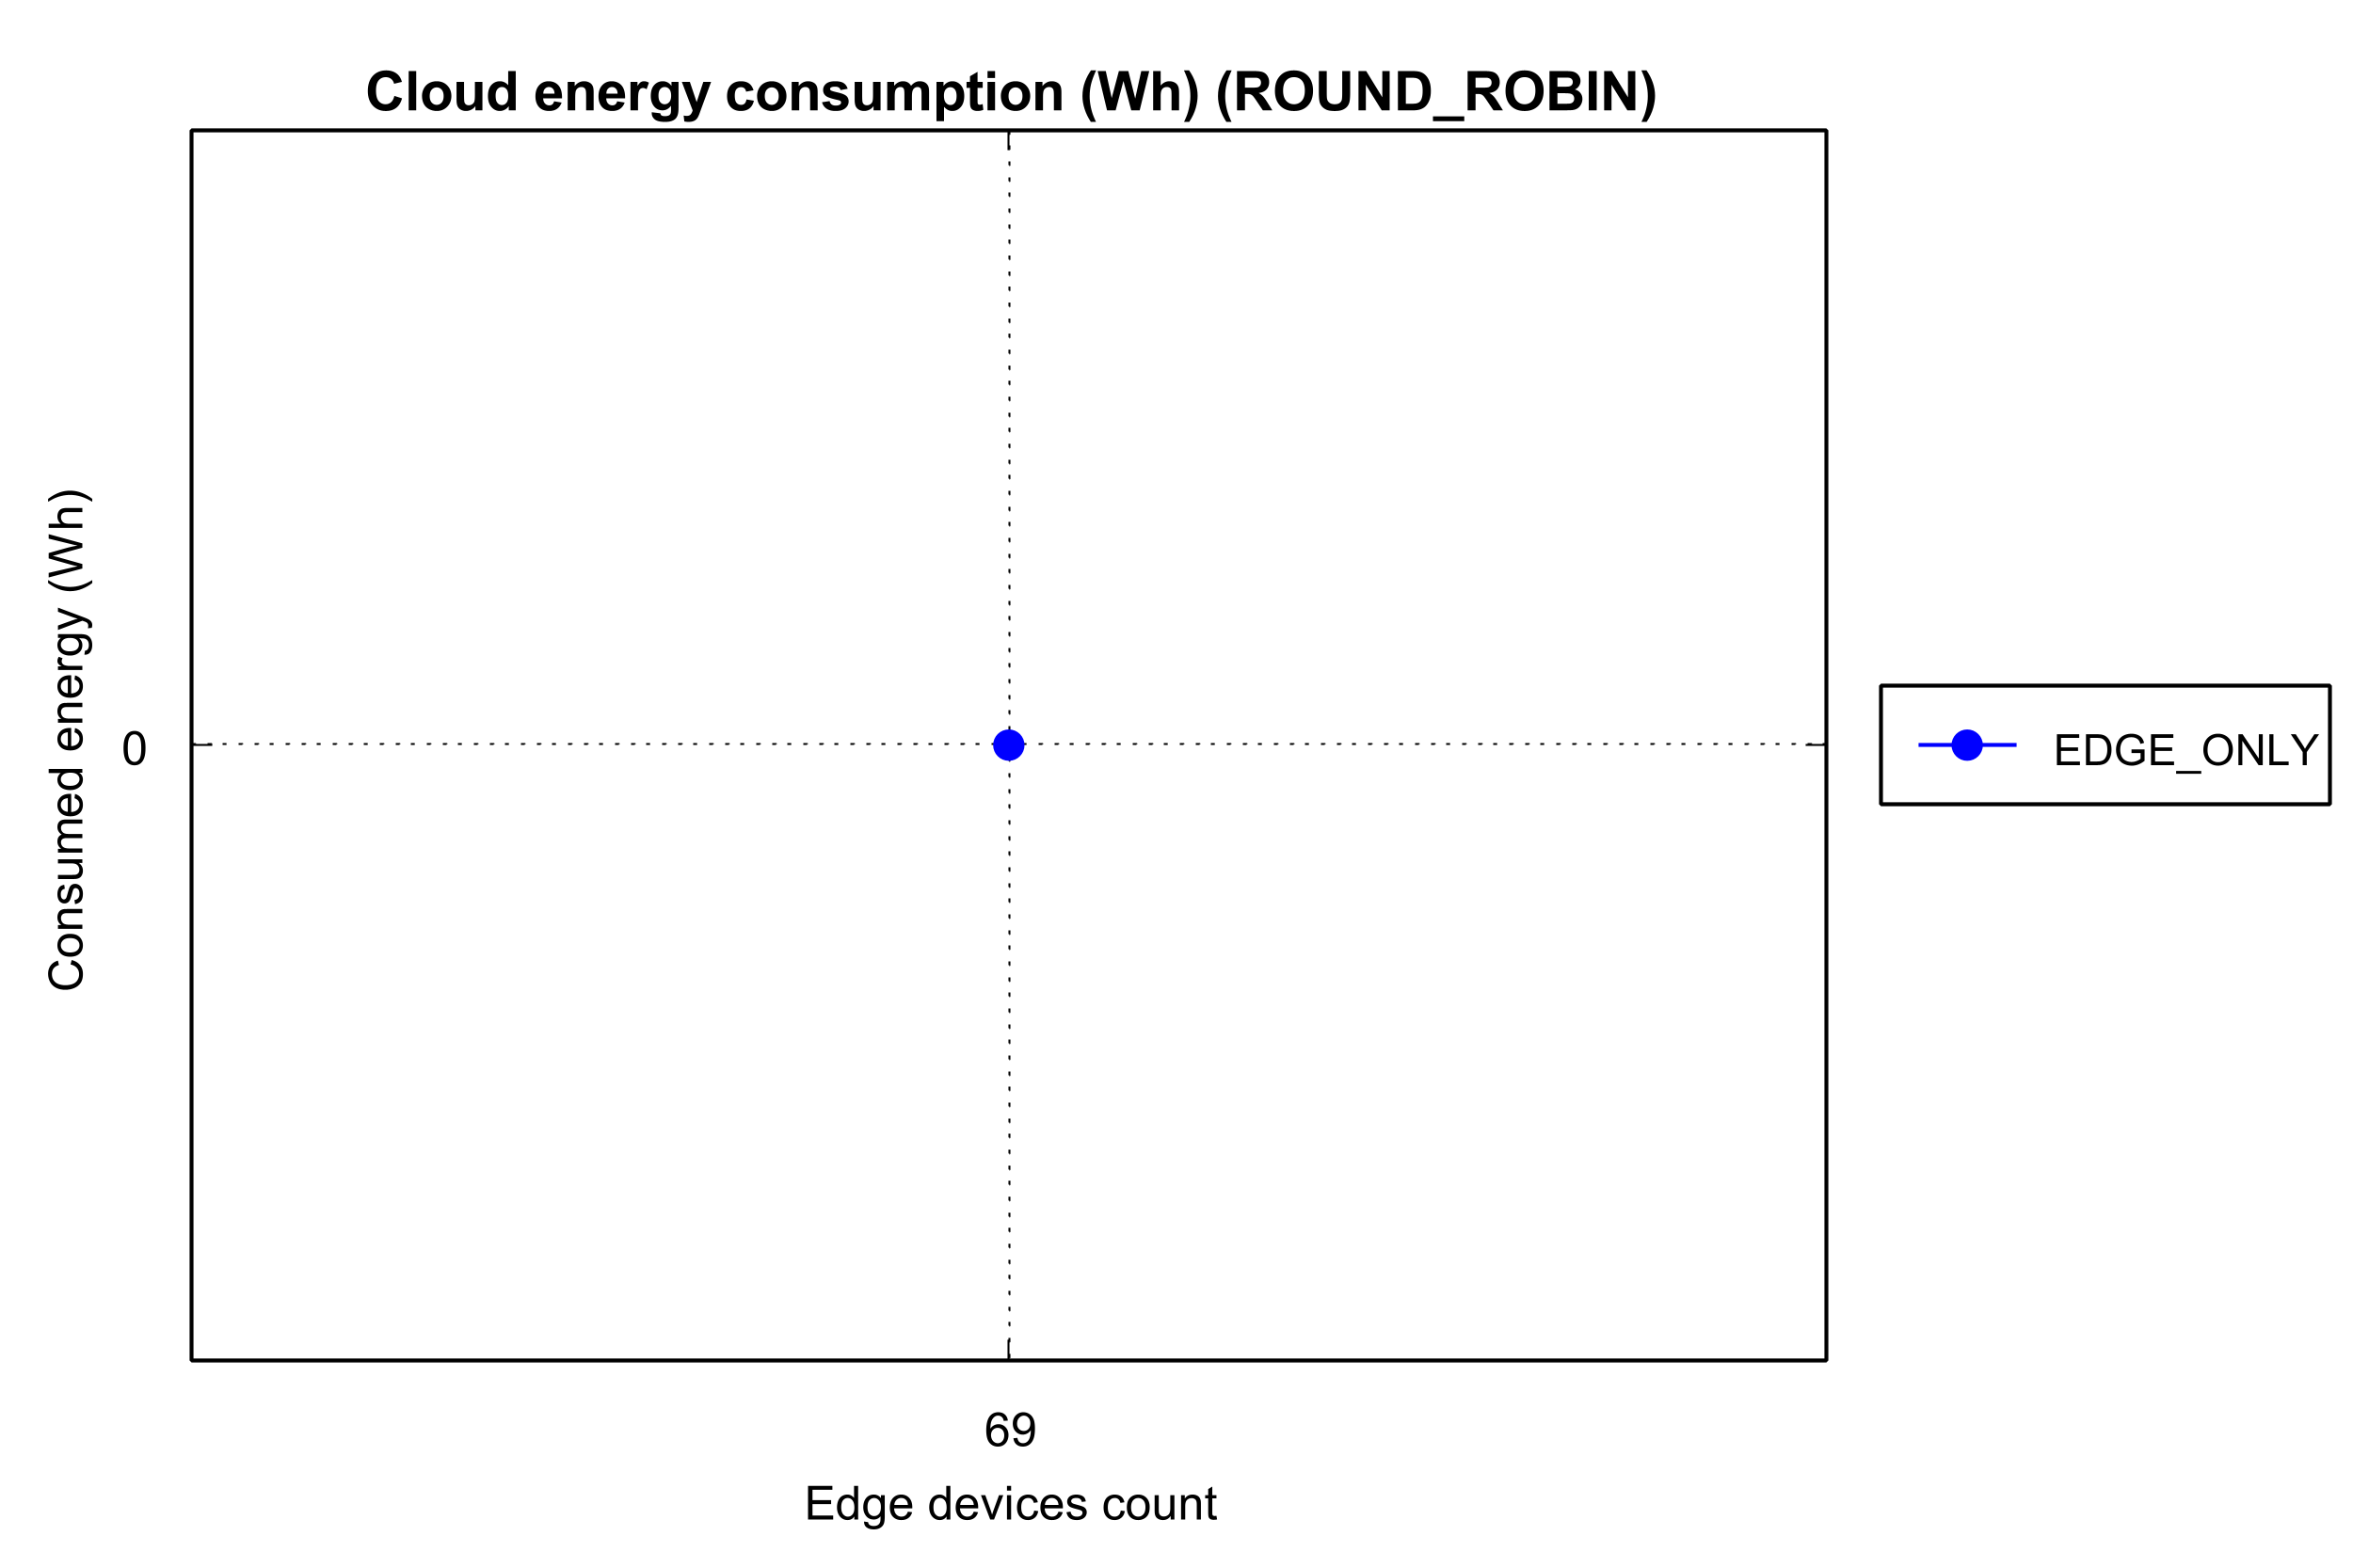 Cloud energy consumption (Wh) (ROUND_ROBIN)
Consumed energy (Wh)
0
EDGE_ONLY
69
Edge devices count